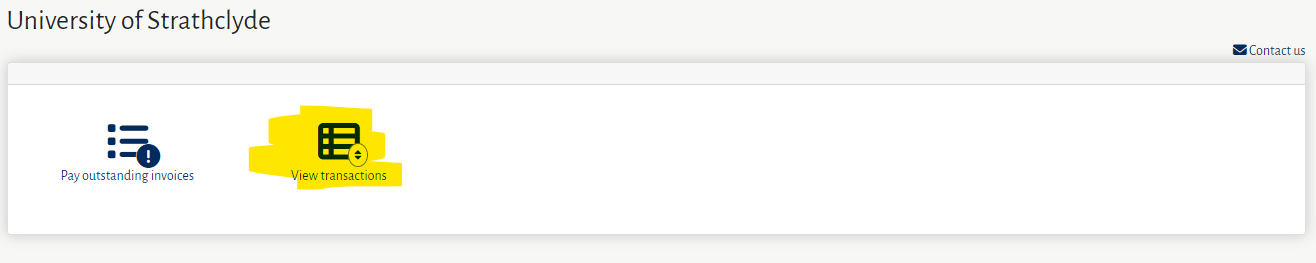 University of Strathclyde
Contact us
Pay outstanding invoices
View transactions